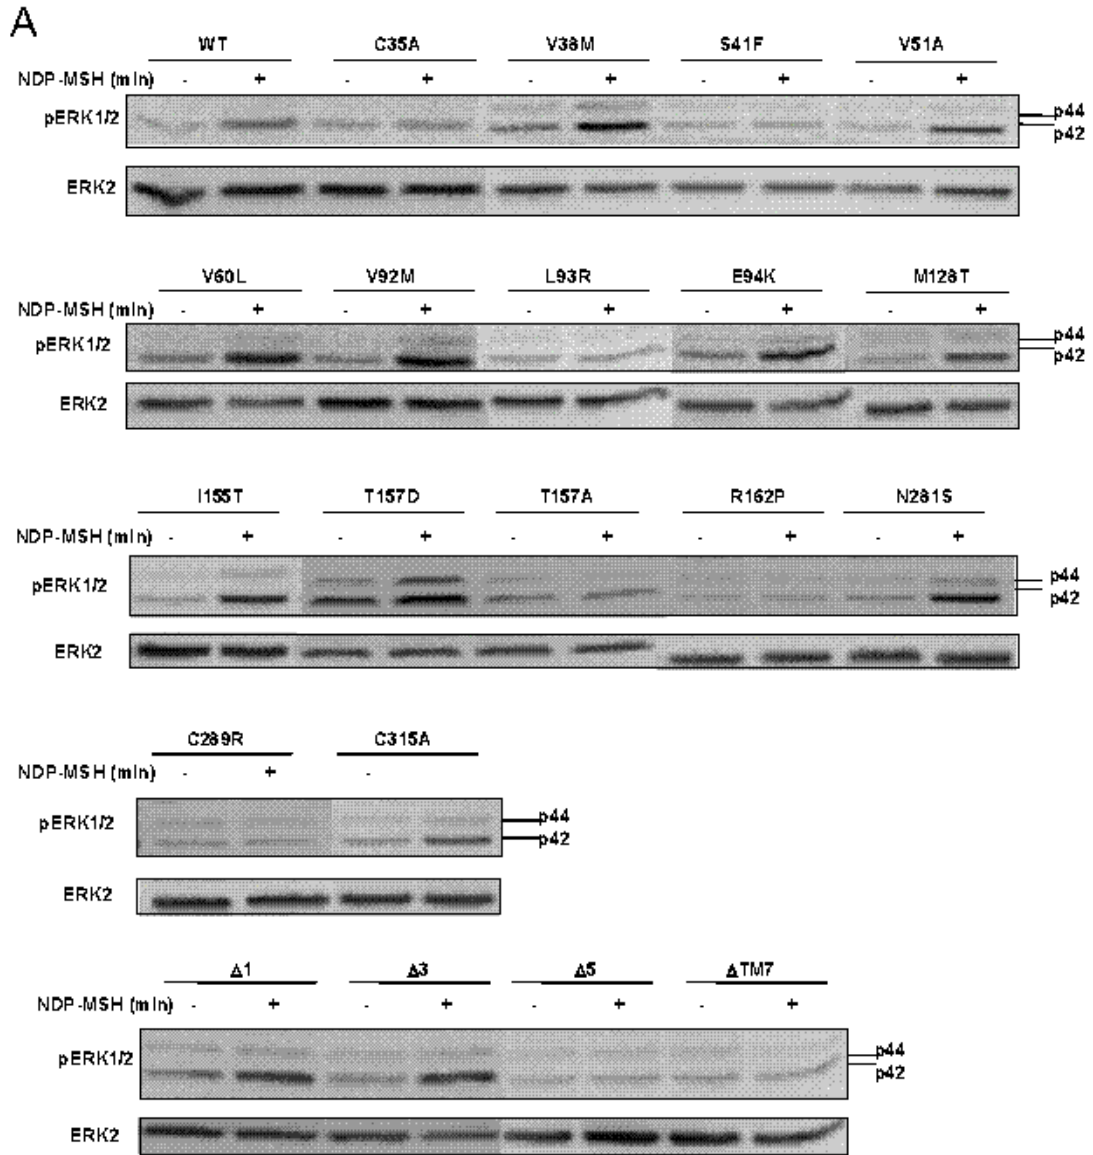 A
WT C35A V38M S41F V51A
NDP-MSH (min) - + - + - + - + - +
pERK1/2 p44
p42
ERK2
V60L V92M L93R E94K M128T
NDP-MSH (min) - + - + - + - + - +
pERK1/2 p44
p42
ERK2
I155T T157D T157A R162P N281S
NDP-MSH (min) - + - + - + - + - +
pERK1/2 p44
p42
ERK2
C289R C315A
NDP-MSH (min) - + -
pERK1/2 p44
p42
ERK2
Δ1 Δ3 Δ5 ΔTM7
NDP-MSH (min) - + - + - + - +
pERK1/2 p44
p42
ERK2